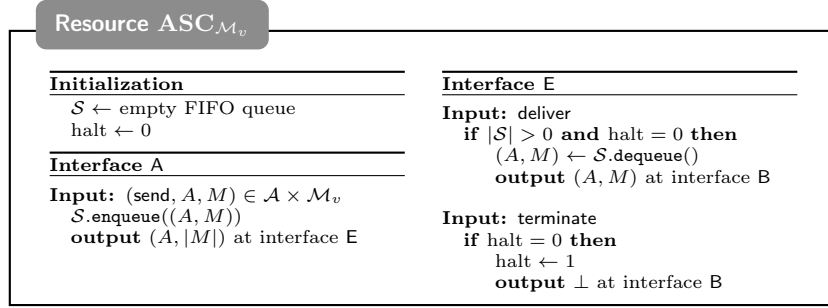 Resource ASC_{ℳ_v}
Initialization
𝒮 ← empty FIFO queue
halt ← 0
Interface A
Input: (send, A, M) ∈ 𝒜 × ℳ_v
𝒮.enqueue((A, M))
output (A, |M|) at interface E
Interface E
Input: deliver
if |𝒮| > 0 and halt = 0 then
(A, M) ← 𝒮.dequeue()
output (A, M) at interface B
Input: terminate
if halt = 0 then
halt ← 1
output ⊥ at interface B